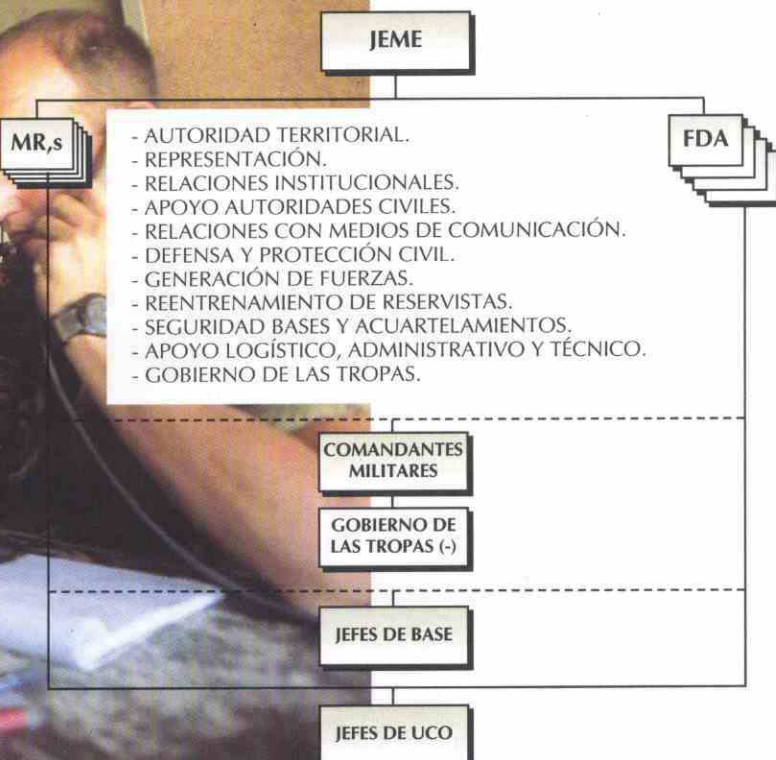 JEME
MR,s
FDA
- AUTORIDAD TERRITORIAL.
- REPRESENTACIÓN.
- RELACIONES INSTITUCIONALES.
- APOYO AUTORIDADES CIVILES.
- RELACIONES CON MEDIOS DE COMUNICACIÓN.
- DEFENSA Y PROTECCIÓN CIVIL.
- GENERACIÓN DE FUERZAS.
- REENTRENAMIENTO DE RESERVISTAS.
- SEGURIDAD BASES Y ACUARTELAMIENTOS.
- APOYO LOGÍSTICO, ADMINISTRATIVO Y TÉCNICO.
- GOBIERNO DE LAS TROPAS.
COMANDANTES
MILITARES
GOBIERNO DE
LAS TROPAS (-)
JEFES DE BASE
JEFES DE UCO